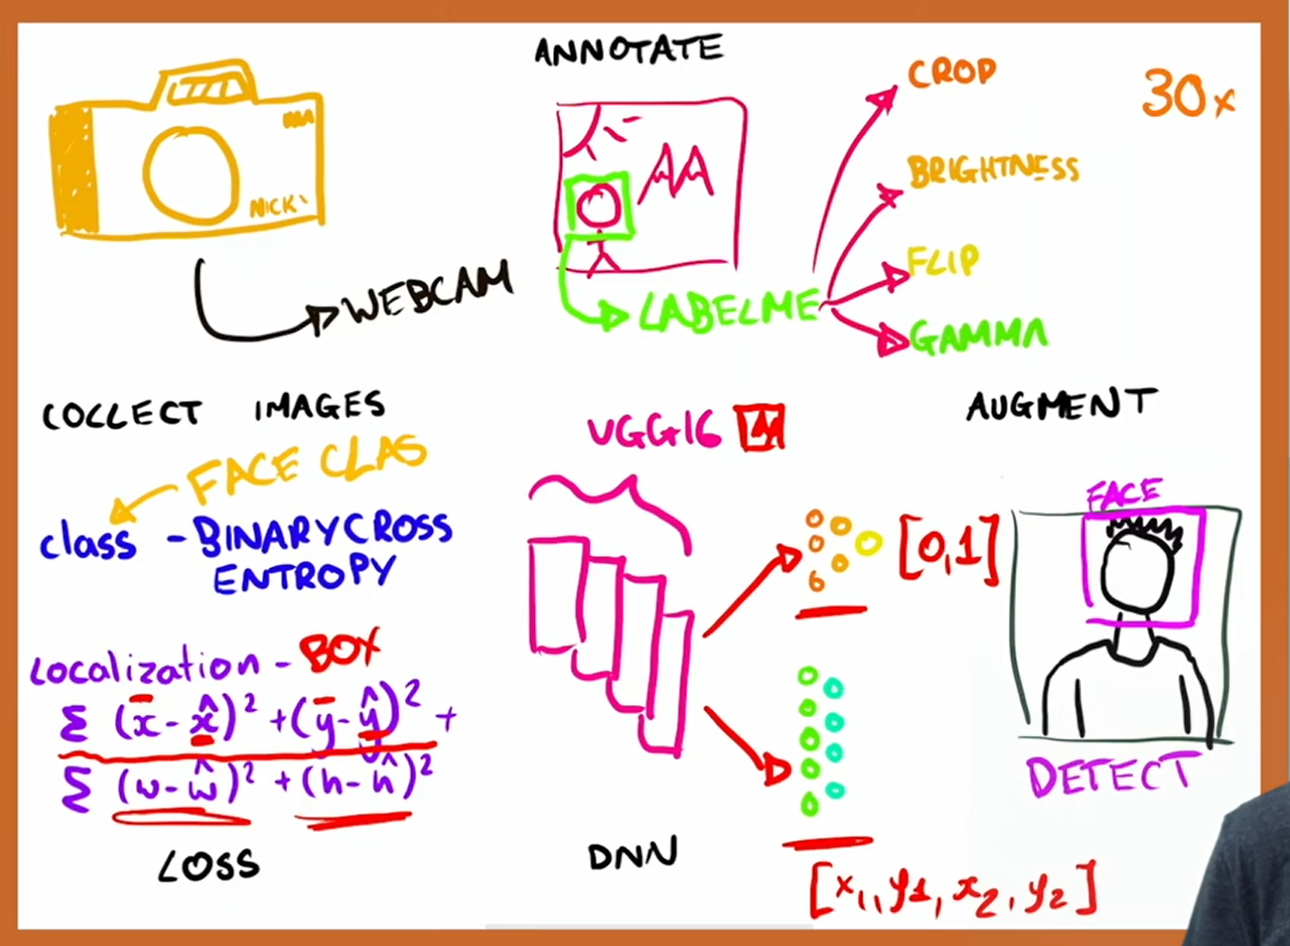 ANNOTATE
CROP
30x
BRIGHTNESS
NICK
FLIP
WEBCAM
LABELME
GAMMA
COLLECT IMAGES
AUGMENT
VGG16
FACE CLAS
class - BINARYCROSS
ENTROPY
[0,1]
FACE
Localization - BOX
Σ (x - x̂)² + (y - ŷ)² +
Σ (w - ŵ)² + (h - ĥ)²
DETECT
LOSS
DNN
[x₁, y1, x₂, y₂]